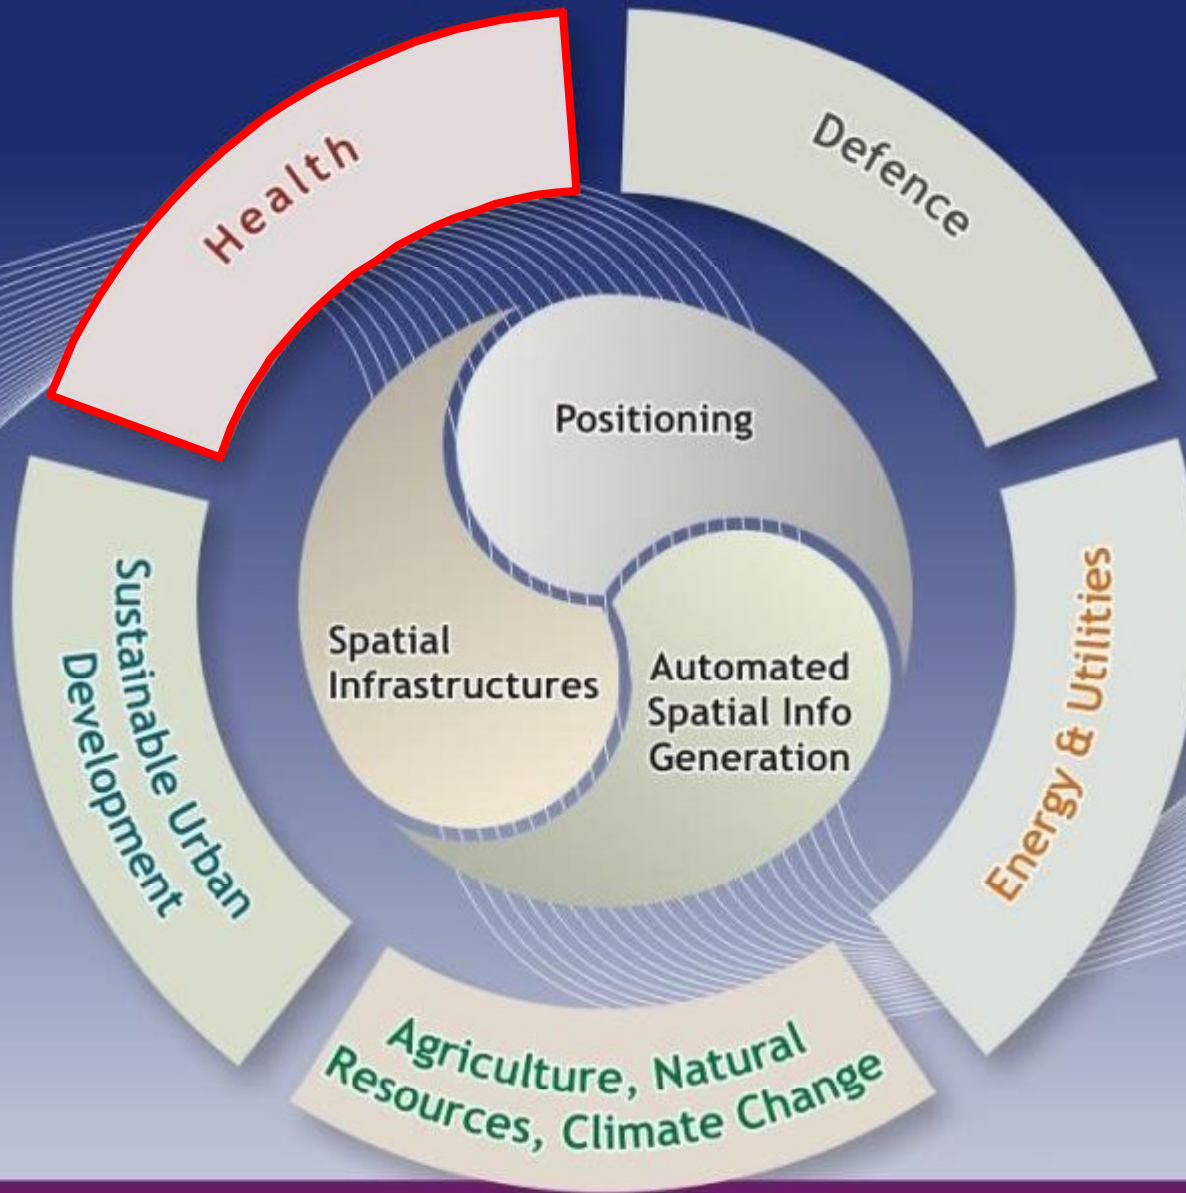 Health
Defence
Positioning
Spatial
Infrastructures
Automated
Spatial Info
Generation
Sustainable Urban
Development
Energy & Utilities
Agriculture, Natural
Resources, Climate Change